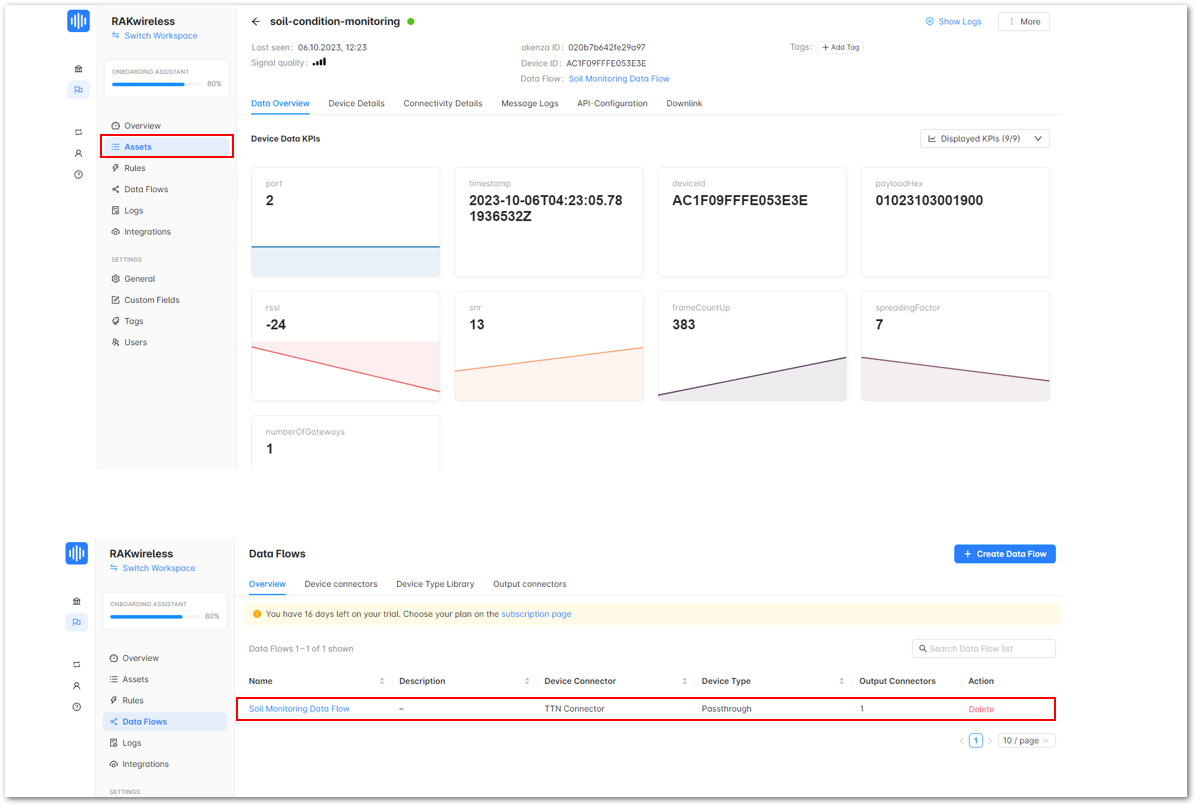 RAKwireless
Switch Workspace
ONBOARDING ASSISTANT
80%
Overview
Assets
Rules
Data Flows
Logs
Integrations
SETTINGS
General
Custom Fields
Tags
Users
soil-condition-monitoring
Show Logs
More
Last seen: 06.10.2023, 12:23
Signal quality:
akenza ID: 020b7b642fe29a97
Device ID: AC1F09FFFE053E3E
Data Flow: Soil Monitoring Data Flow
Tags: + Add Tag
Data Overview Device Details Connectivity Details Message Logs API-Configuration Downlink
Device Data KPIs
Displayed KPIs (9/9)
port
2
timestamp
2023-10-06T04:23:05.78
1936532Z
deviceId
AC1F09FFFE053E3E
payloadHex
01023103001900
rssi
-24
snr
13
frameCountUp
383
spreadingFactor
7
numberOfGateways
1
RAKwireless
Switch Workspace
ONBOARDING ASSISTANT
80%
Overview
Assets
Rules
Data Flows
Logs
Integrations
SETTINGS
Data Flows
+ Create Data Flow
Overview Device connectors Device Type Library Output connectors
You have 16 days left on your trial. Choose your plan on the subscription page
Data Flows 1–1 of 1 shown
Search Data Flow list
Name Description Device Connector Device Type Output Connectors Action
Soil Monitoring Data Flow – TTN Connector Passthrough 1 Delete
< 1 > 10 / page